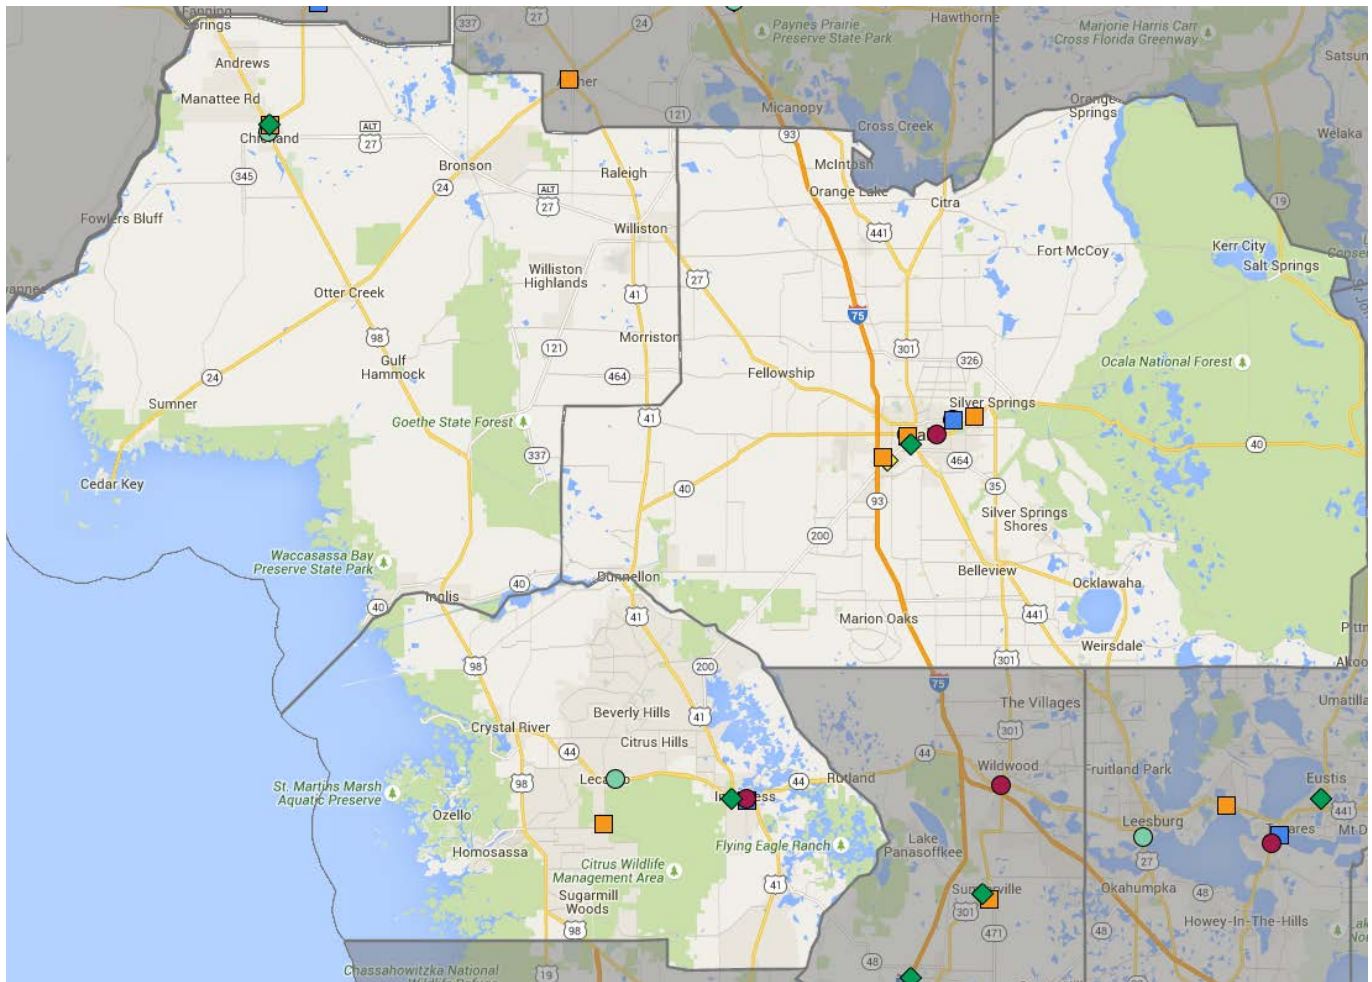 Fanning
Springs
337
27
24
Paynes Prairie
Preserve State Park
Hawthorne
Marjorie Harris Carr
Cross Florida Greenway
Andrews
Manattee Rd
121
Micanopy
Orange
Springs
93
Cross Creek
ALT
27
Bronson
Raleigh
McIntosh
345
24
ALT
27
Orange Lake
Citra
19
Fowlers Bluff
Williston
441
Fort McCoy
Kerr City
Salt Springs
Williston
Highlands
27
Otter Creek
41
75
98
Morriston
121
301
326
Gulf
Hammock
464
Fellowship
Ocala National Forest
24
Sumner
41
Silver Springs
Goethe State Forest
40
337
464
Cedar Key
40
93
35
Silver Springs
Shores
200
Waccasassa Bay
Preserve State Park
40
Dunnellon
Belleview
Ocklawaha
Inglis
40
41
Marion Oaks
441
Weirsdale
98
200
301
75
The Villages
Umatilla
Beverly Hills
41
Crystal River
301
Citrus Hills
44
44
Wildwood
Fruitland Park
98
44
Rutland
Eustis
St. Martins Marsh
Aquatic Preserve
Ozello
441
Leesburg
Lake
Panasoffkee
Homosassa
Flying Eagle Ranch
27
Citrus Wildlife
Management Area
41
Okahumpka
48
Sugarmill
Woods
301
471
Howey-In-The-Hills
98
48
48
Chassahowitzka National
19